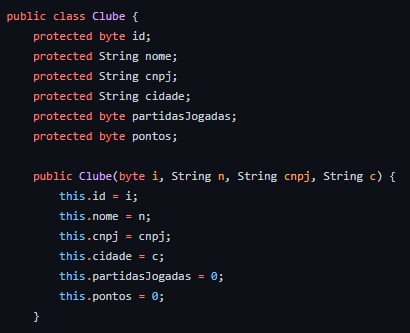 public class Clube {
    protected byte id;
    protected String nome;
    protected String cnpj;
    protected String cidade;
    protected byte partidasJogadas;
    protected byte pontos;

    public Clube(byte i, String n, String cnpj, String c) {
        this.id = i;
        this.nome = n;
        this.cnpj = cnpj;
        this.cidade = c;
        this.partidasJogadas = 0;
        this.pontos = 0;
    }